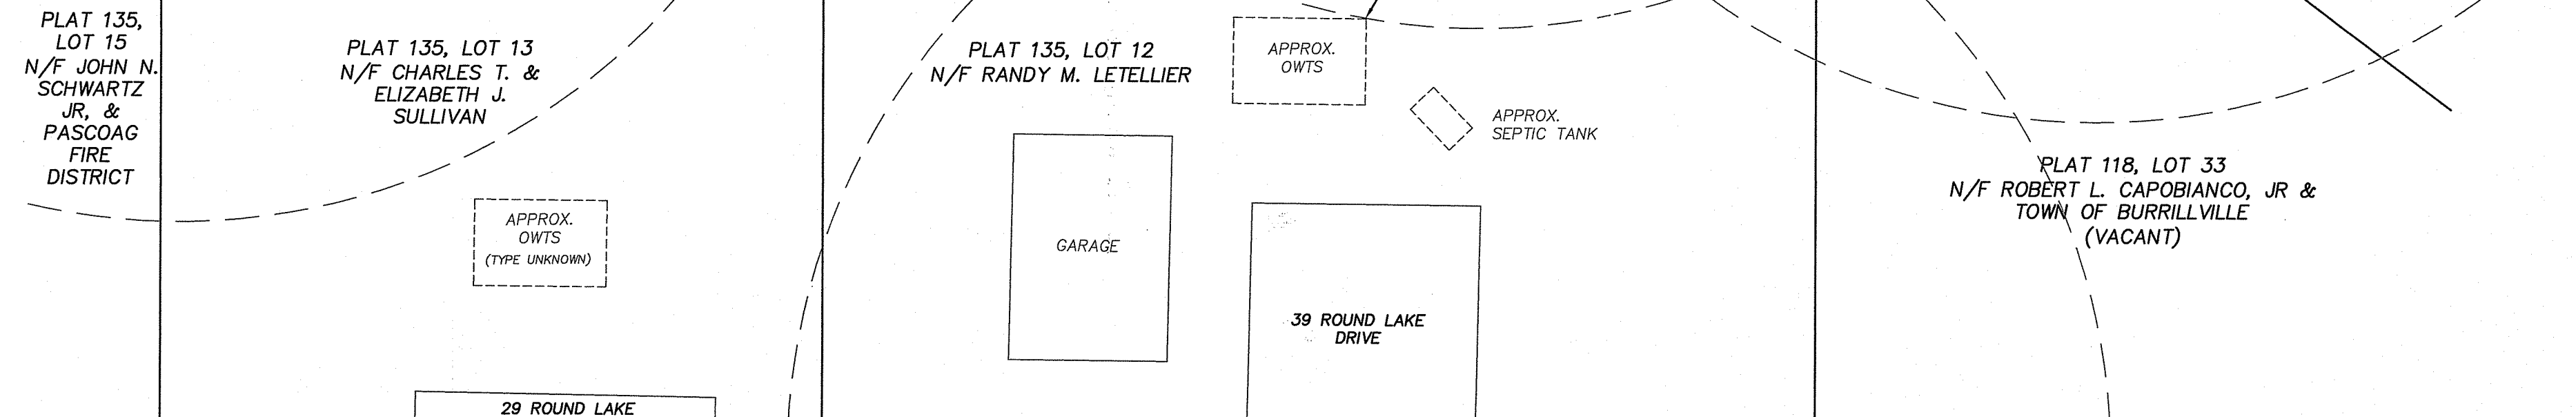 PLAT 135,
LOT 15
N/F JOHN N.
SCHWARTZ
JR, &
PASCOAG
FIRE
DISTRICT
PLAT 135, LOT 13
N/F CHARLES T. &
ELIZABETH J.
SULLIVAN
APPROX.
OWTS
(TYPE UNKNOWN)
29 ROUND LAKE
PLAT 135, LOT 12
N/F RANDY M. LETELLIER
APPROX.
OWTS
APPROX.
SEPTIC TANK
GARAGE
39 ROUND LAKE
DRIVE
PLAT 118, LOT 33
N/F ROBERT L. CAPOBIANCO, JR &
TOWN OF BURRILLVILLE
(VACANT)